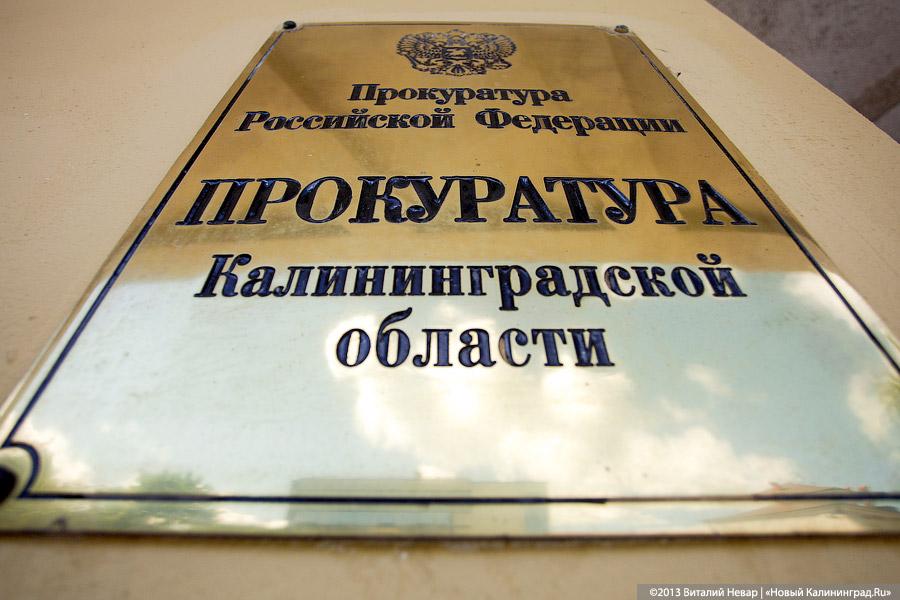 Прокуратура
Российской Федерации
ПРОКУРАТУРА
Калининградской
области
©2013 Виталий Невар | «Новый Калининград.Ru»